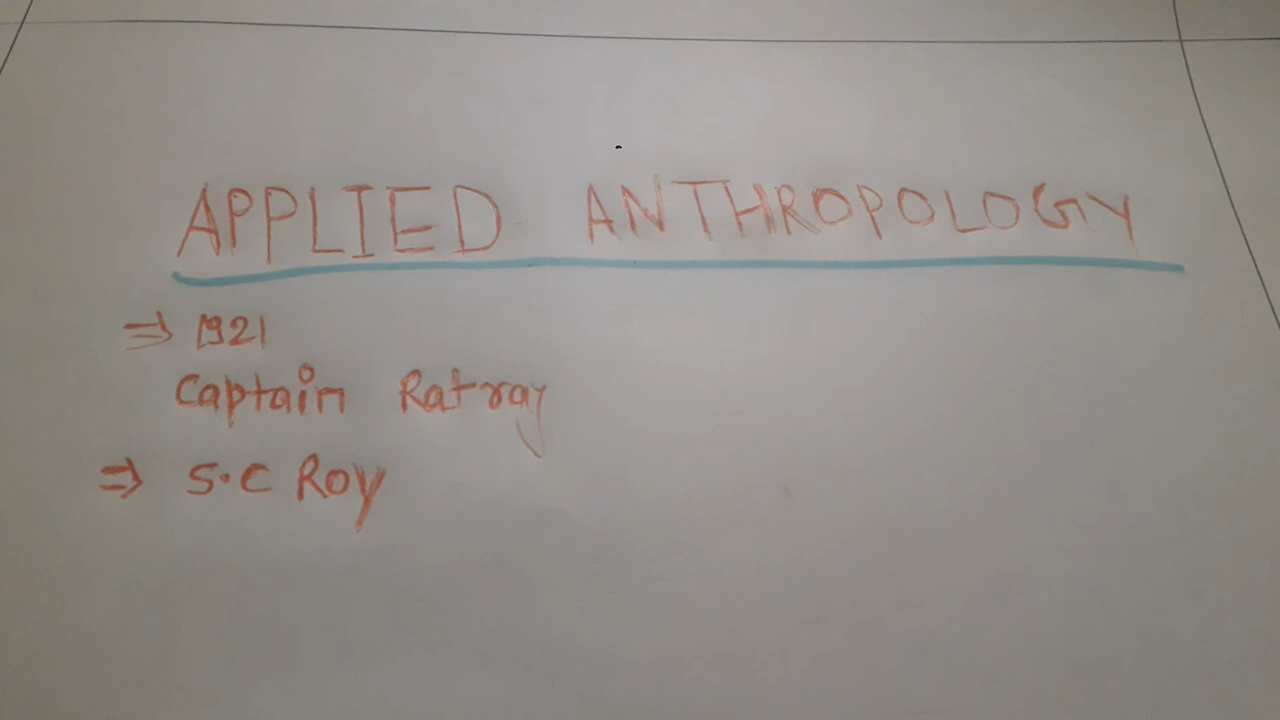 APPLIED ANTHROPOLOGY
⇒ 1921
Captain Ratray
⇒ S.C Roy